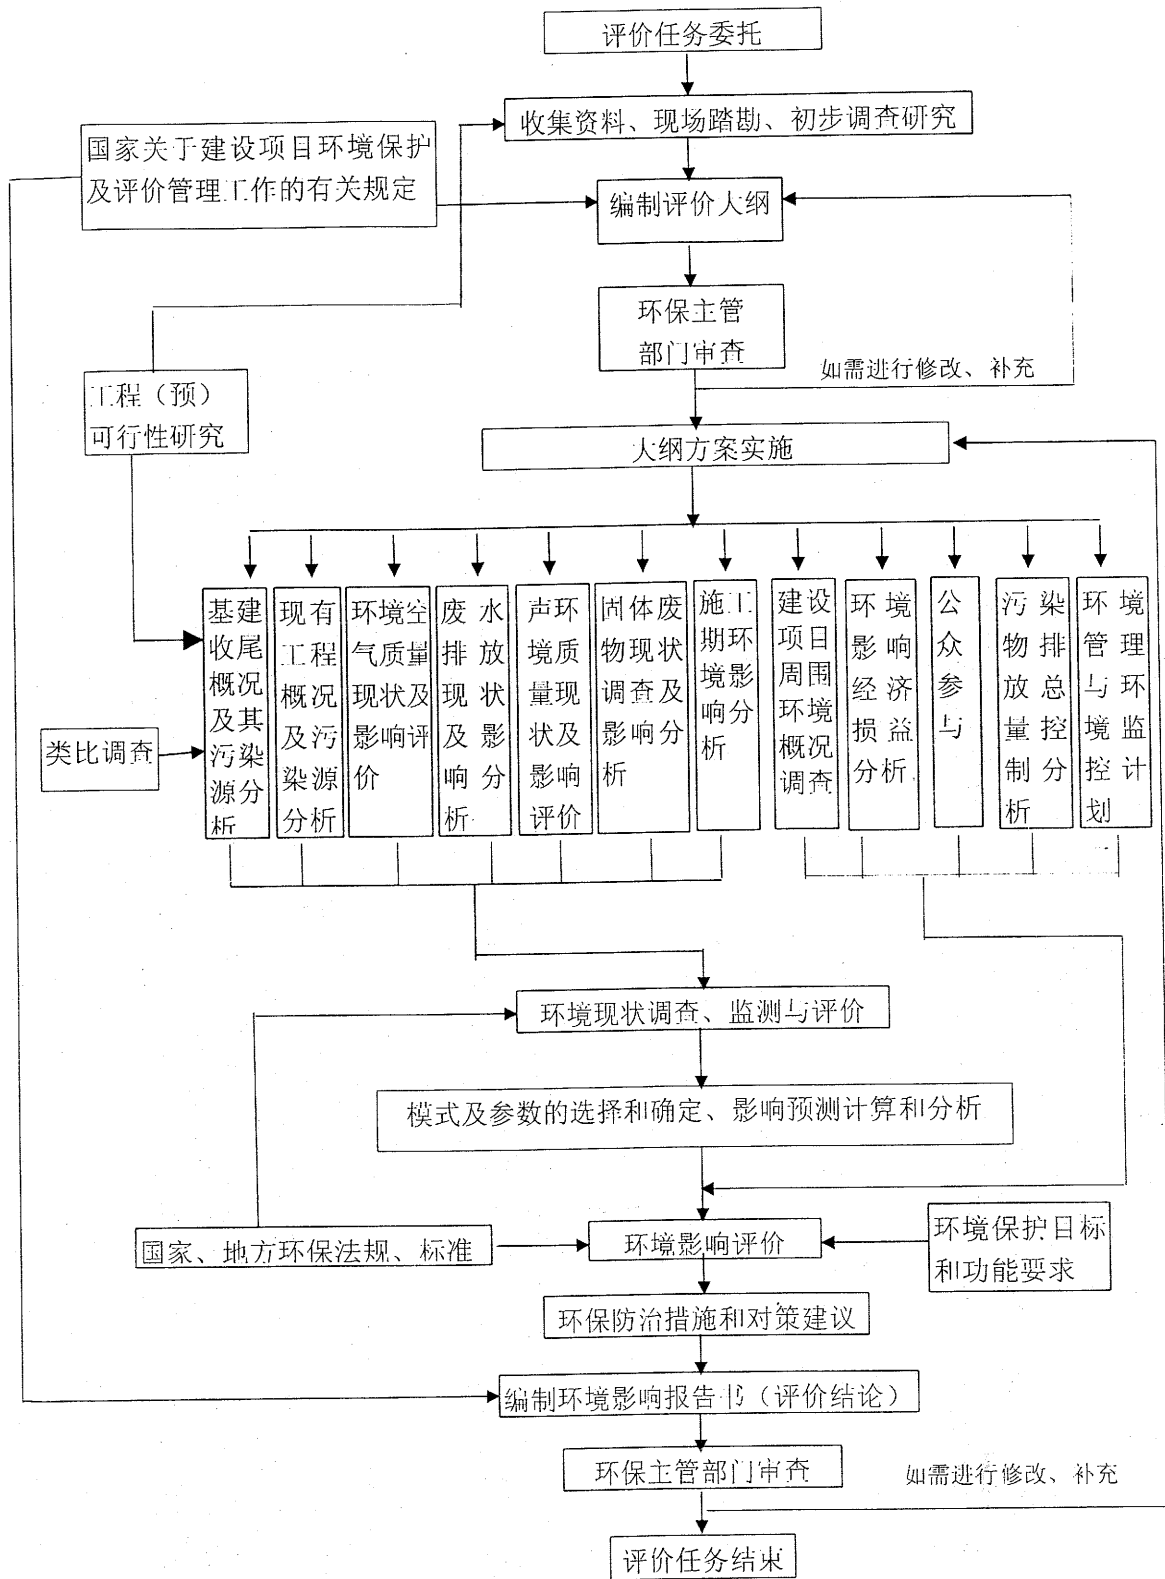 评价任务委托
收集资料、现场踏勘、初步调查研究
国家关于建设项目环境保护
及评价管理工作的有关规定
编制评价大纲
环保主管
部门审查
如需进行修改、补充
工程（预）
可行性研究
大纲方案实施
类比调查
基建
收尾
概况
及其
污染
源分
析
现有
工程
概况
及污
染源
分析
环境空
气质量
现状及
影响评
价
废水
排放
现状
及影
响分
析
声环
境质
量现
状及
影响
评价
固体废
物现状
调查及
影响分
析
施工
期环
境影
响分
析
建设
项目
周围
环境
概况
调查
环境
影响
经济
损益
分析
公
众
参
与
污染
物排
放总
量控
制分
析
环境
管理
与环
境监
控计
划
环境现状调查、监测与评价
模式及参数的选择和确定、影响预测计算和分析
国家、地方环保法规、标准
环境影响评价
环境保护目标
和功能要求
环保防治措施和对策建议
编制环境影响报告书（评价结论）
环保主管部门审查
如需进行修改、补充
评价任务结束